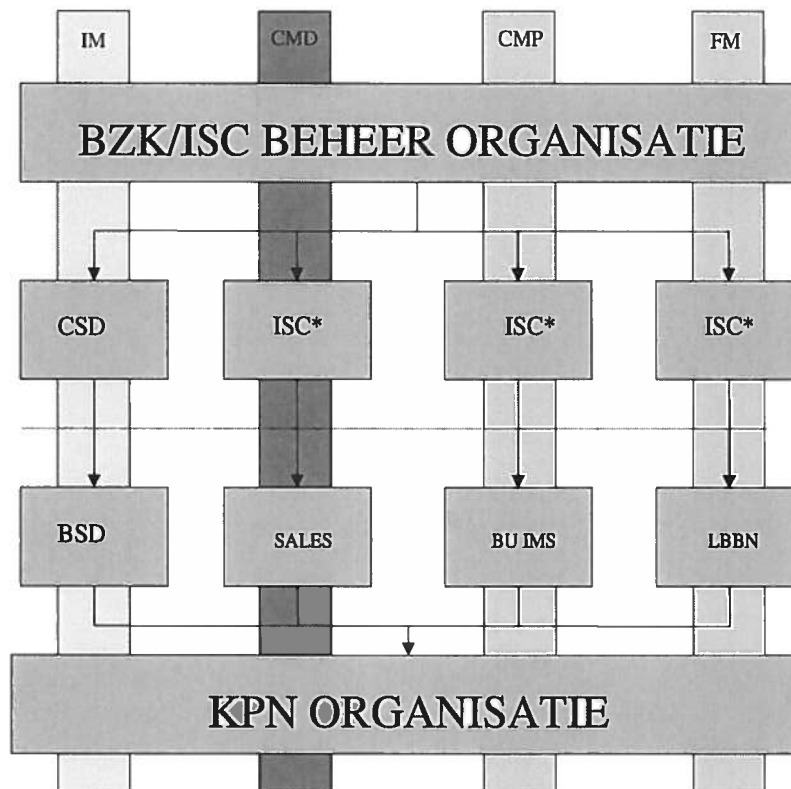 IM
CMD
CMP
FM
BZK/ISC BEHEER ORGANISATIE
CSD
ISC*
ISC*
ISC*
BSD
SALES
BU IMS
LBBN
KPN ORGANISATIE